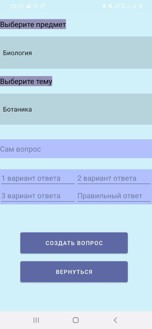 Выберите предмет
Биология
Выберите тему
Ботаника
Сам вопрос
1 вариант ответа 2 вариант ответа
3 вариант ответа Правильный ответ
СОЗДАТЬ ВОПРОС
ВЕРНУТЬСЯ